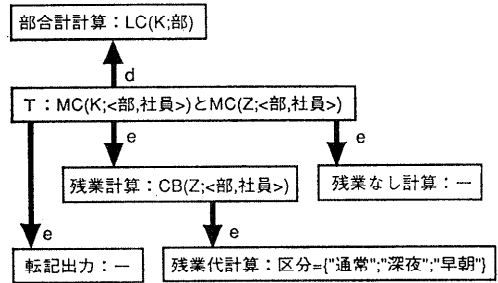 部合計計算：LC(K;部)
d
T：MC(K;<部,社員>)とMC(Z;<部,社員>)
e
e
残業計算：CB(Z;<部,社員>)
残業なし計算：―
e
e
転記出力：―
残業代計算：区分={"通常";"深夜";"早朝"}